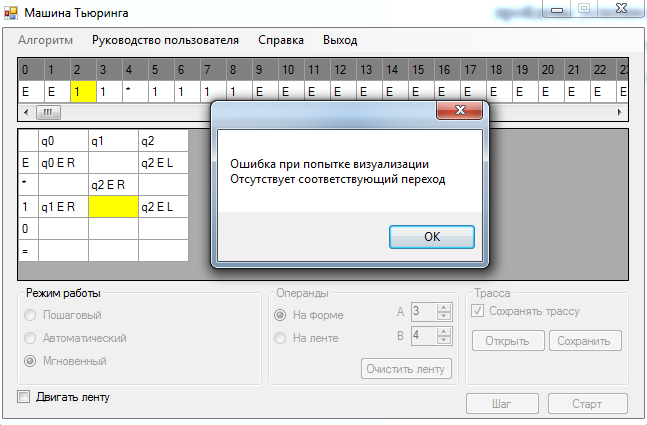 Машина Тьюринга
Алгоритм Руководство пользователя Справка Выход
0 1 2 3 4 5 6 7 8 9 10 11 12 13 14 15 16 17 18 19 20 21 22 23
E E 1 1 * 1 1 1 1 E E E E E E E E E E E E E E E
q0 q1 q2
E q0 E R q2 E L
* q2 E R
1 q1 E R q2 E L
0
=
Ошибка при попытке визуализации
Отсутствует соответствующий переход
OK
Режим работы
Пошаговый
Автоматический
Мгновенный
Операнды
На форме A 3
На ленте B 4
Очистить ленту
Трасса
Сохранять трассу
Открыть Сохранить
Двигать ленту
Шаг Старт